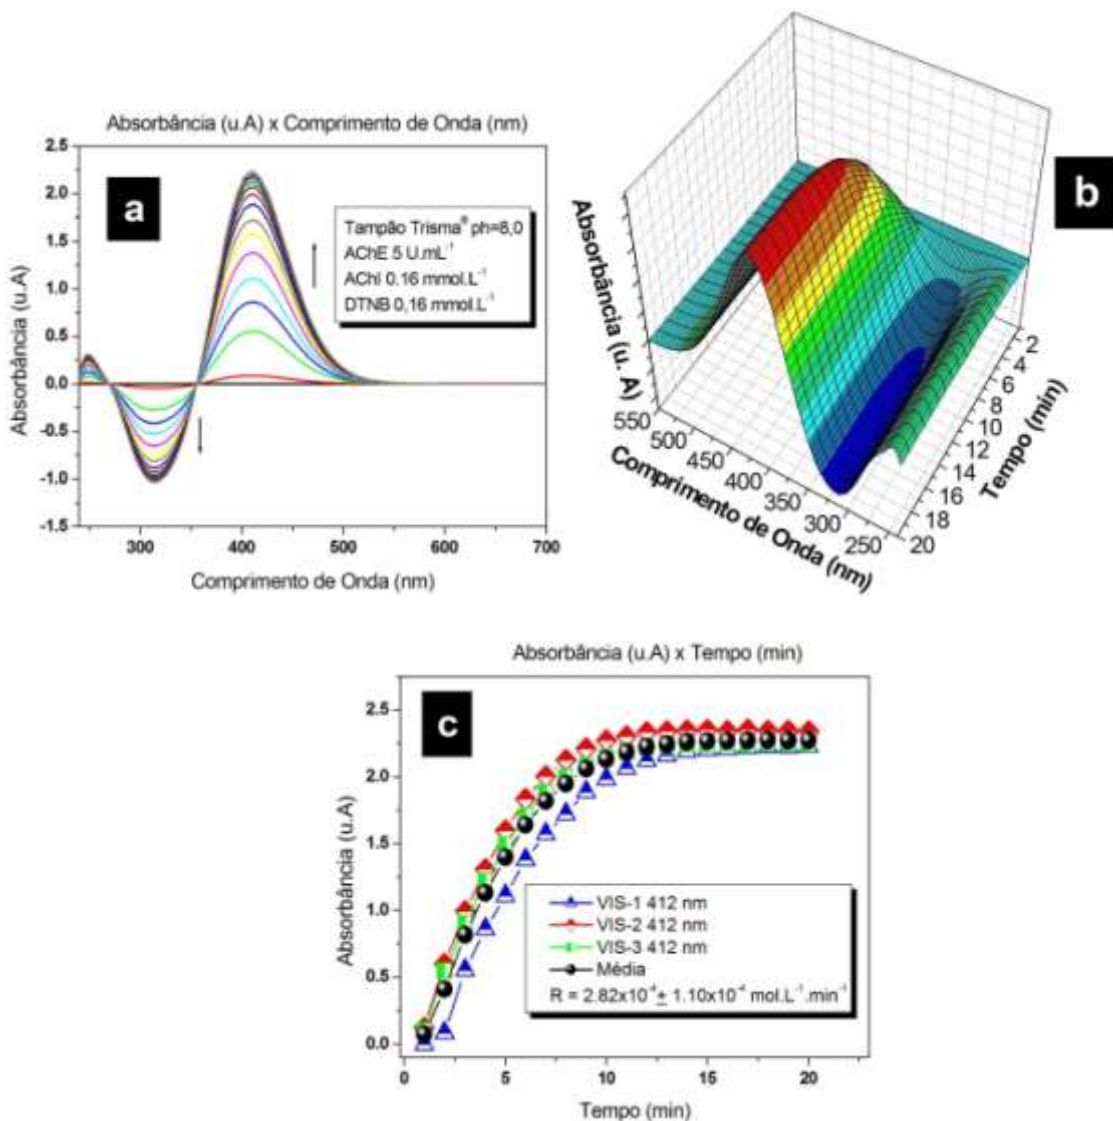 Absorbância (u.A) x Comprimento de Onda (nm)
a
Tampão Trisma® ph=8,0
AChE 5 U.mL⁻¹
AChI 0.16 mmol.L⁻¹
DTNB 0,16 mmol.L⁻¹
Absorbância (u.A)
2.5
2.0
1.5
1.0
0.5
0.0
-0.5
-1.0
-1.5
300 400 500 600 700
Comprimento de Onda (nm)
b
Absorbância (u. A)
550 500 450 400 350 300 250
Comprimento de Onda (nm)
2 4 6 8 10 12 14 16 18 20
Tempo (min)
Absorbância (u.A) x Tempo (min)
c
Absorbância (u.A)
2.5
2.0
1.5
1.0
0.5
0.0
VIS-1 412 nm
VIS-2 412 nm
VIS-3 412 nm
Média
R = 2.82x10⁻⁴± 1.10x10⁻⁴ mol.L⁻¹.min⁻¹
0 5 10 15 20
Tempo (min)